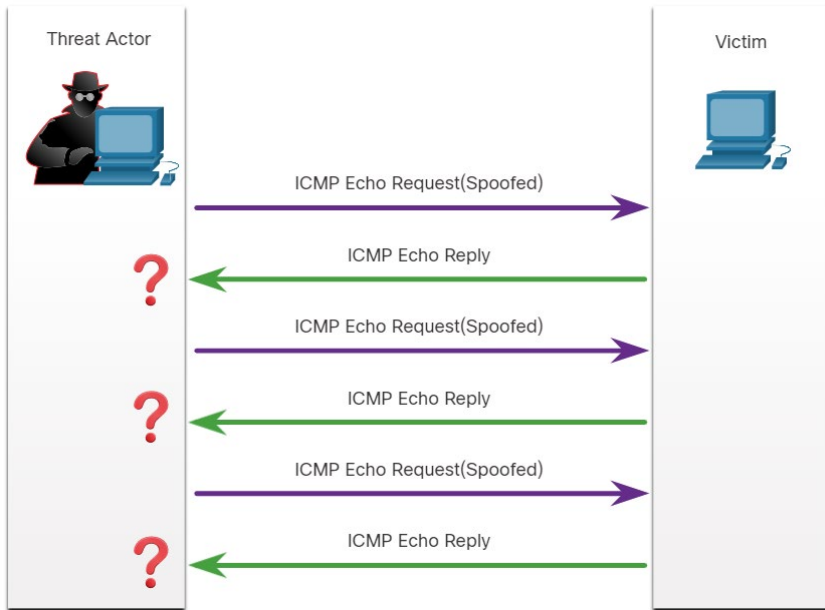 Threat Actor
Victim
ICMP Echo Request(Spoofed)
ICMP Echo Reply
?
ICMP Echo Request(Spoofed)
ICMP Echo Reply
?
ICMP Echo Request(Spoofed)
ICMP Echo Reply
?